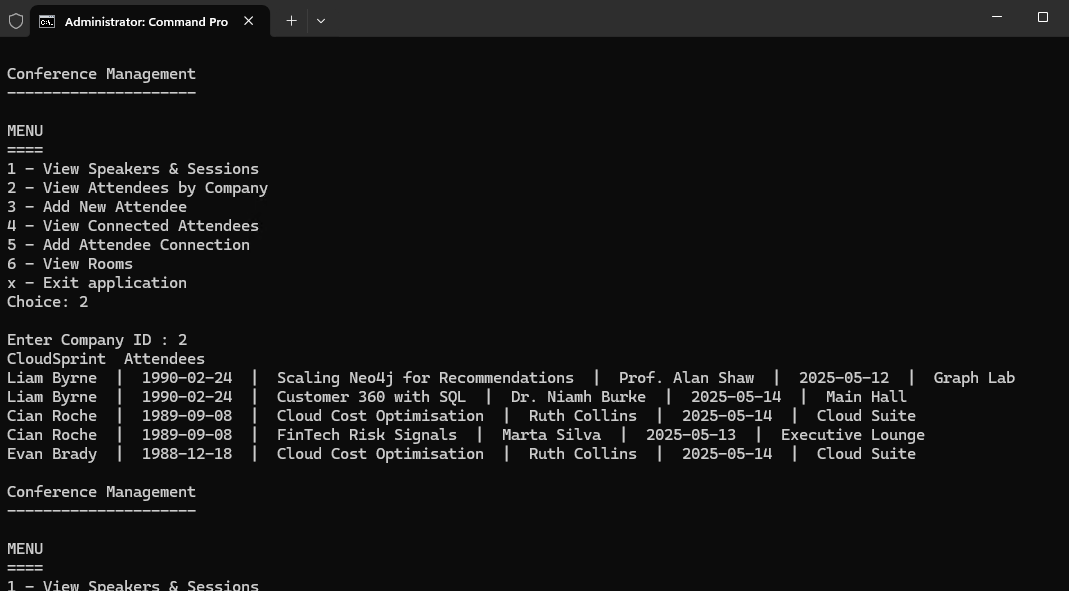 Administrator: Command Pro
Conference Management
---------------------
MENU
====
1 - View Speakers & Sessions
2 - View Attendees by Company
3 - Add New Attendee
4 - View Connected Attendees
5 - Add Attendee Connection
6 - View Rooms
x - Exit application
Choice: 2
Enter Company ID : 2
CloudSprint  Attendees
Liam Byrne  |  1990-02-24  |  Scaling Neo4j for Recommendations  |  Prof. Alan Shaw  |  2025-05-12  |  Graph Lab
Liam Byrne  |  1990-02-24  |  Customer 360 with SQL  |  Dr. Niamh Burke  |  2025-05-14  |  Main Hall
Cian Roche  |  1989-09-08  |  Cloud Cost Optimisation  |  Ruth Collins  |  2025-05-14  |  Cloud Suite
Cian Roche  |  1989-09-08  |  FinTech Risk Signals  |  Marta Silva  |  2025-05-13  |  Executive Lounge
Evan Brady  |  1988-12-18  |  Cloud Cost Optimisation  |  Ruth Collins  |  2025-05-14  |  Cloud Suite
Conference Management
---------------------
MENU
====
1 - View Speakers & Sessions